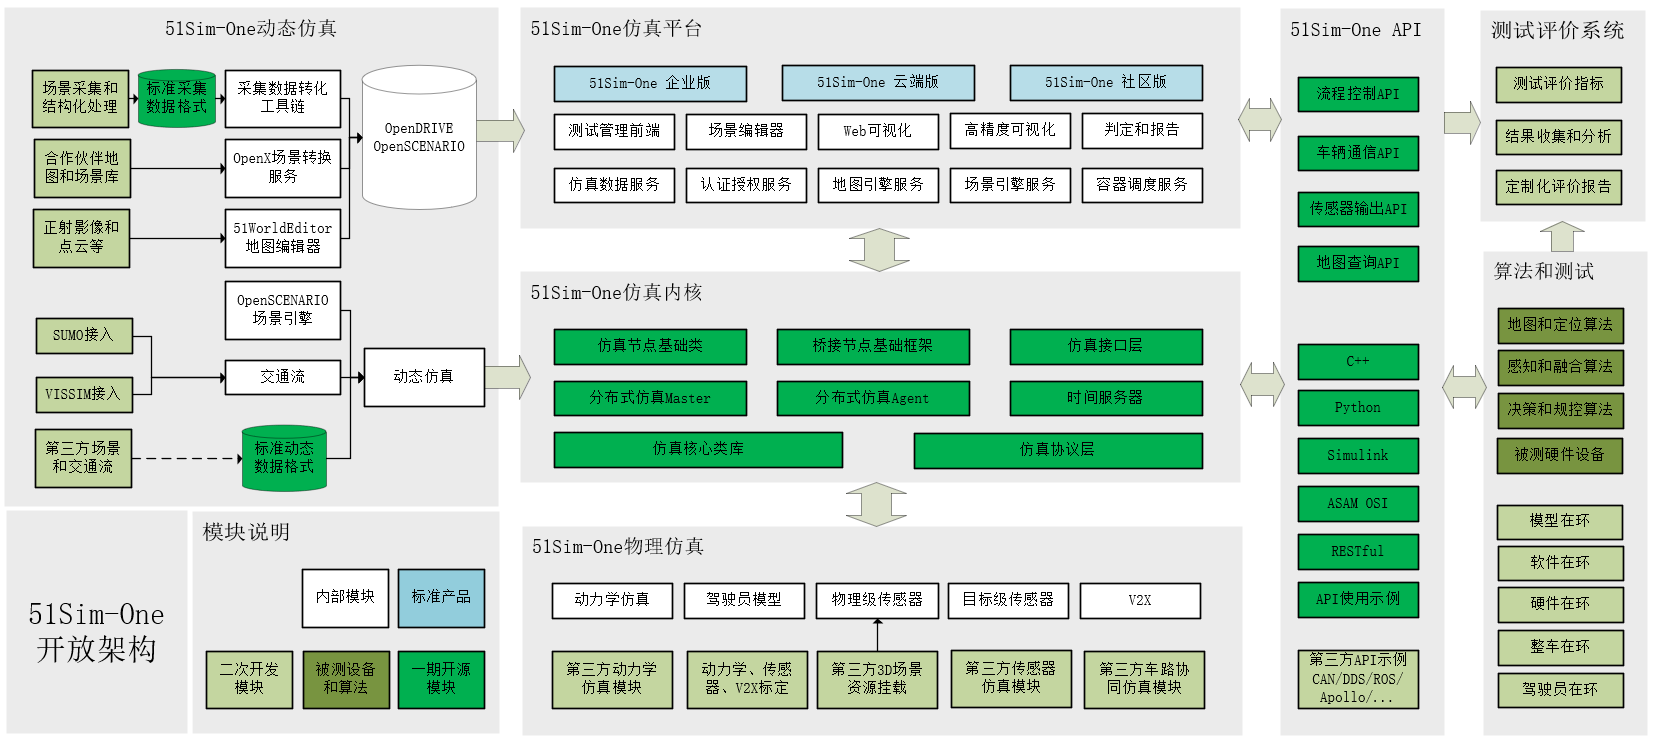 51Sim-One动态仿真
场景采集和
结构化处理
标准采集
数据格式
采集数据转化
工具链
合作伙伴地
图和场景库
OpenX场景转换
服务
正射影像和
点云等
51WorldEditor
地图编辑器
OpenDRIVE
OpenSCENARIO
OpenSCENARIO
场景引擎
SUMO接入
VISSIM接入
交通流
动态仿真
第三方场景
和交通流
标准动态
数据格式
51Sim-One
开放架构
模块说明
内部模块
标准产品
二次开发
模块
被测设备
和算法
一期开源
模块
51Sim-One仿真平台
51Sim-One 企业版
51Sim-One 云端版
51Sim-One 社区版
测试管理前端
场景编辑器
Web可视化
高精度可视化
判定和报告
仿真数据服务
认证授权服务
地图引擎服务
场景引擎服务
容器调度服务
51Sim-One仿真内核
仿真节点基础类
桥接节点基础框架
仿真接口层
分布式仿真Master
分布式仿真Agent
时间服务器
仿真核心类库
仿真协议层
51Sim-One物理仿真
动力学仿真
驾驶员模型
物理级传感器
目标级传感器
V2X
第三方动力学
仿真模块
动力学、传感
器、V2X标定
第三方3D场景
资源挂载
第三方传感器
仿真模块
第三方车路协
同仿真模块
51Sim-One API
流程控制API
车辆通信API
传感器输出API
地图查询API
C++
Python
Simulink
ASAM OSI
RESTful
API使用示例
第三方API示例
CAN/DDS/ROS/
Apollo/...
测试评价系统
测试评价指标
结果收集和分析
定制化评价报告
算法和测试
地图和定位算法
感知和融合算法
决策和规控算法
被测硬件设备
模型在环
软件在环
硬件在环
整车在环
驾驶员在环